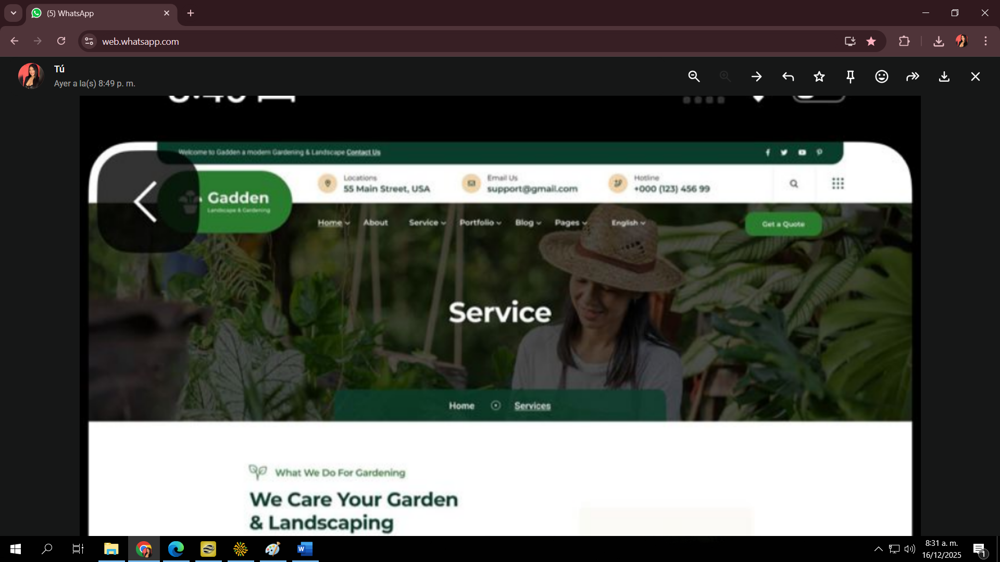 (5) WhatsApp
web.whatsapp.com
Tú
Ayer a la(s) 8:49 p. m.
Welcome to Gadden a modern Gardening & Landscape Contact Us
Gadden
Landscape & Gardening
Locations
55 Main Street, USA
Email Us
support@gmail.com
Hotline
+000 (123) 456 99
Home
About
Service
Portfolio
Blog
Pages
English
Get a Quote
Service
Home
Services
What We Do For Gardening
We Care Your Garden
& Landscaping
8:31 a. m.
16/12/2025
1